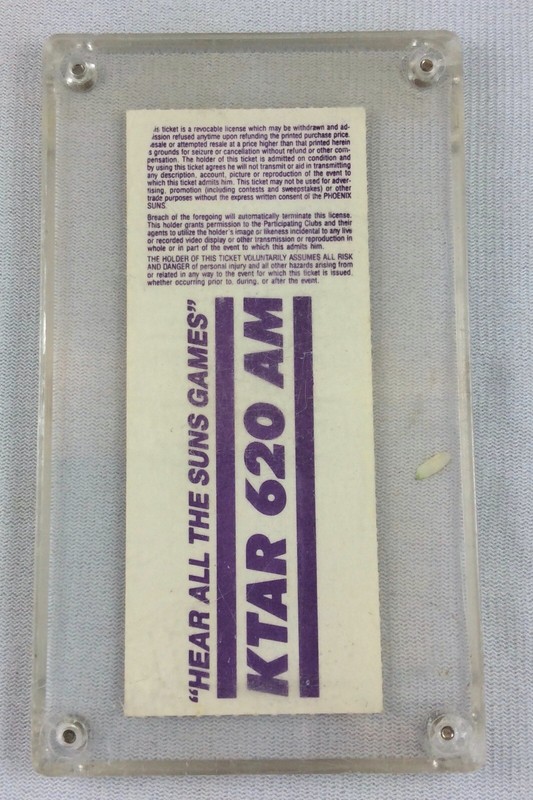 is ticket is a revocable license which may be withdrawn and ad-
ission refused anytime upon refunding the printed purchase price.
esale or attempted resale at a price higher than that printed herein
s grounds for seizure or cancellation without refund or other com-
pensation. The holder of this ticket is admitted on condition and
by using this ticket agrees he will not transmit or aid in transmitting
any description, account, picture or reproduction of the event to
which this ticket admits him. This ticket may not be used for adver-
tising, promotion (including contests and sweepstakes) or other
trade purposes without the express written consent of the PHOENIX
SUNS.
Breach of the foregoing will automatically terminate this license.
This holder grants permission to the Participating Clubs and their
agents to utilize the holder's image or likeness incidental to any live
or recorded video display or other transmission or reproduction in
whole or in part of the event to which this admits him.
THE HOLDER OF THIS TICKET VOLUNTARILY ASSUMES ALL RISK
AND DANGER of personal injury and all other hazards arising from
or related in any way to the event for which this ticket is issued,
whether occurring prior to, during, or after the event.
"HEAR ALL THE SUNS GAMES"
KTAR 620 AM